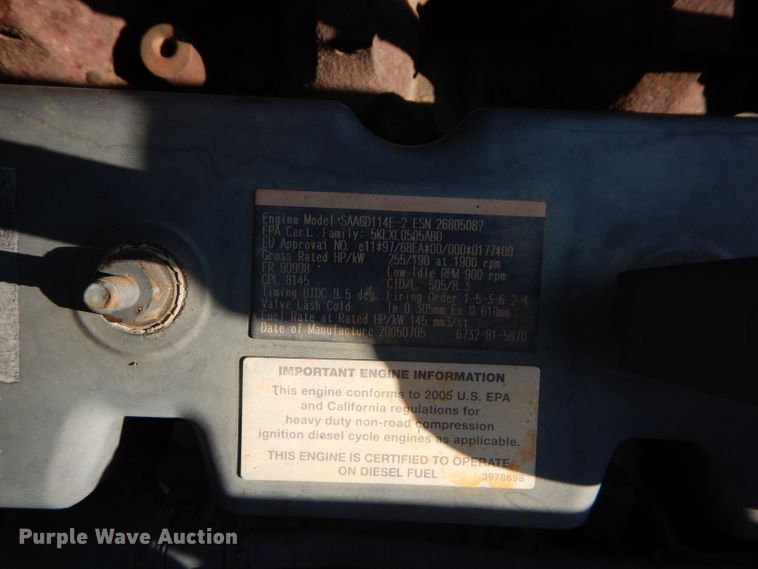 Engine Model SAA6D114E-2 ESN 26805087
EPA Cert. Family: 5KLXL0505ABD
EU Approval NO. e11*97/68FA*00/000*0177*00
Gross Rated HP/kW 255/190 at 1900 rpm
FR 90998 Low Idle RPM 900 rpm
CPL 8145 CID/L 505/8.3
Timing BTDC 9.5 deg. Firing Order 1-5-3-6-2-4
Valve Lash Cold In 0.305mm Ex 0.610mm
Fuel Rate at Rated HP/kW 145 mm3/st
Date of Manufacture 20050705 6732-81-5870
IMPORTANT ENGINE INFORMATION
This engine conforms to 2005 U.S. EPA
and California regulations for
heavy duty non-road compression
ignition diesel cycle engines as applicable.
THIS ENGINE IS CERTIFIED TO OPERATE
ON DIESEL FUEL
3978698
Purple Wave Auction®